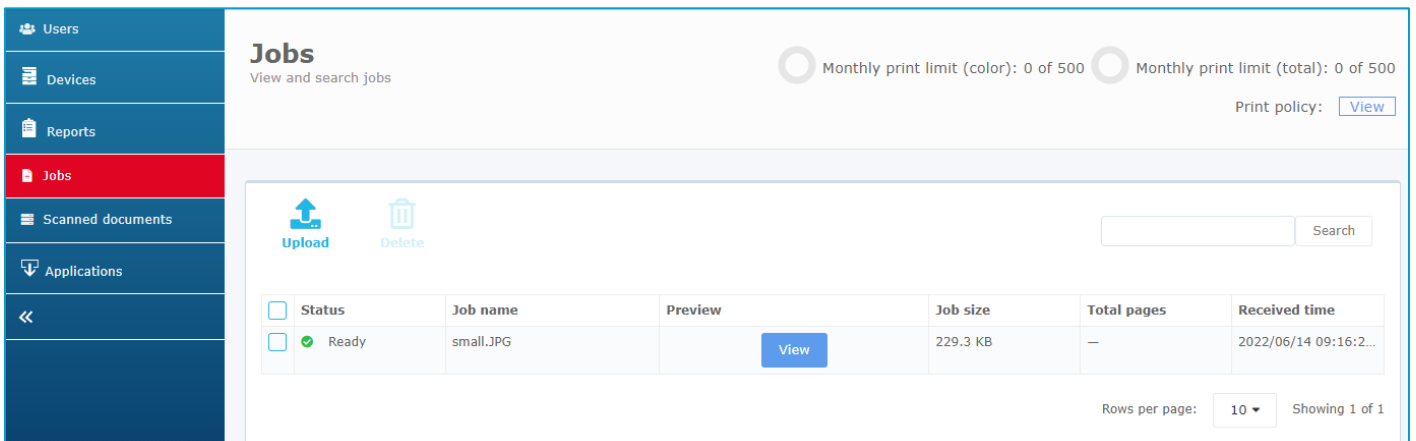 Users
Devices
Reports
Jobs
Scanned documents
Applications
Jobs
View and search jobs
Monthly print limit (color): 0 of 500 Monthly print limit (total): 0 of 500
Print policy: View
Upload Delete
Search
Status Job name Preview Job size Total pages Received time
Ready small.JPG View 229.3 KB — 2022/06/14 09:16:2...
Rows per page: 10 Showing 1 of 1